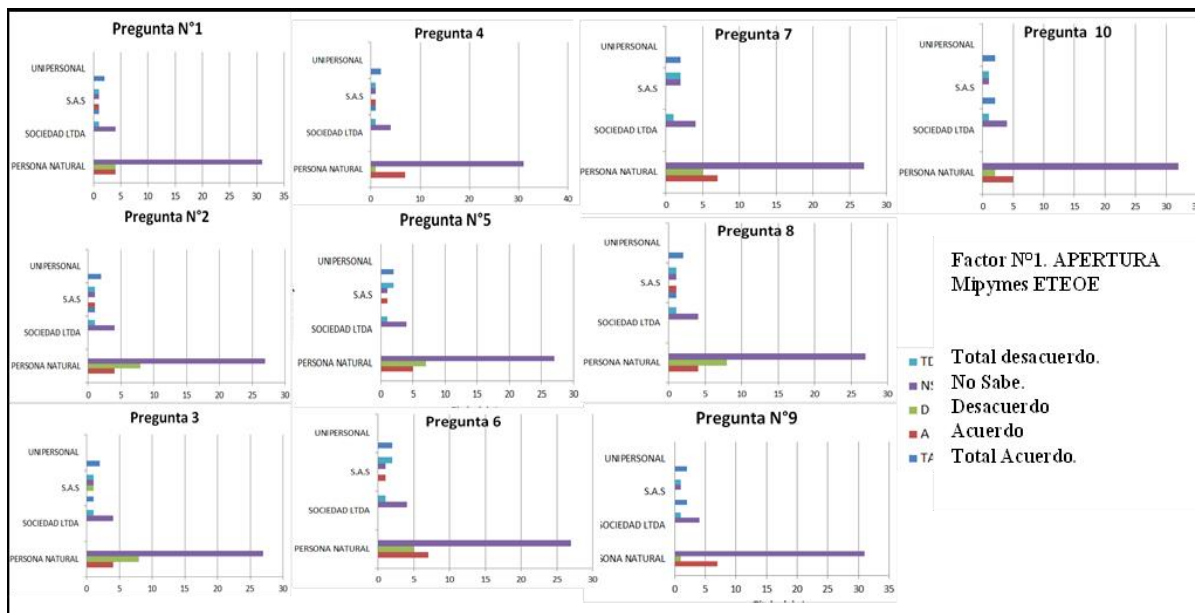 Pregunta N°1
UNIPERSONAL
S.A.S
SOCIEDAD LTDA
PERSONA NATURAL
0 5 10 15 20 25 30 35
Pregunta N°2
UNIPERSONAL
S.A.S
SOCIEDAD LTDA
PERSONA NATURAL
0 5 10 15 20 25 30
Pregunta 3
UNIPERSONAL
S.A.S
SOCIEDAD LTDA
PERSONA NATURAL
0 5 10 15 20 25 30
Pregunta 4
UNIPERSONAL
S.A.S
SOCIEDAD LTDA
PERSONA NATURAL
0 10 20 30 40
Pregunta N°5
UNIPERSONAL
S.A.S
SOCIEDAD LTDA
PERSONA NATURAL
0 5 10 15 20 25 30
Pregunta 6
UNIPERSONAL
S.A.S
SOCIEDAD LTDA
PERSONA NATURAL
0 5 10 15 20 25 30
Pregunta 7
UNIPERSONAL
S.A.S
SOCIEDAD LTDA
PERSONA NATURAL
0 5 10 15 20 25 30
Pregunta 8
UNIPERSONAL
S.A.S
SOCIEDAD LTDA
PERSONA NATURAL
0 5 10 15 20 25 30
Pregunta N°9
UNIPERSONAL
S.A.S
SOCIEDAD LTDA
SONA NATURAL
0 5 10 15 20 25 30 35
Pregunta 10
UNIPERSONAL
S.A.S
SOCIEDAD LTDA
PERSONA NATURAL
0 5 10 15 20 25 30 35
Factor Nº1. APERTURA
Mipymes ETEOE
TD Total desacuerdo.
NS No Sabe.
D Desacuerdo
A Acuerdo
TA Total Acuerdo.